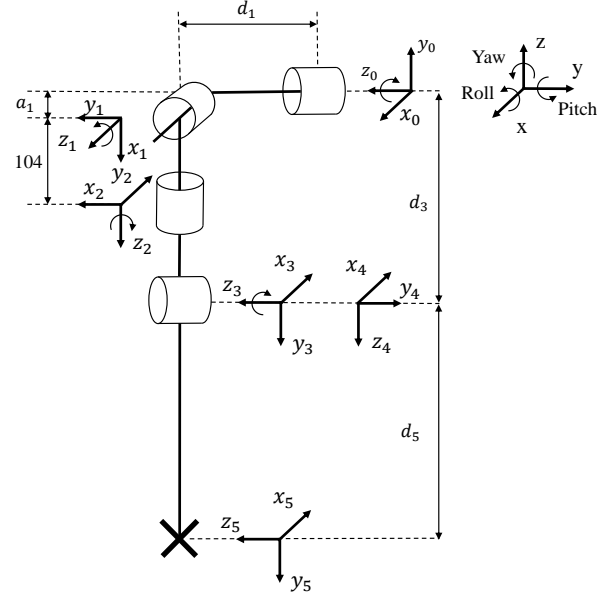 d₁
y₀
z₀
x₀
z
Yaw
y
Roll
Pitch
x
a₁
y₁
z₁
x₁
104
y₂
x₂
z₂
d₃
x₃
x₄
z₃
y₄
y₃
z₄
d₅
x₅
z₅
y₅